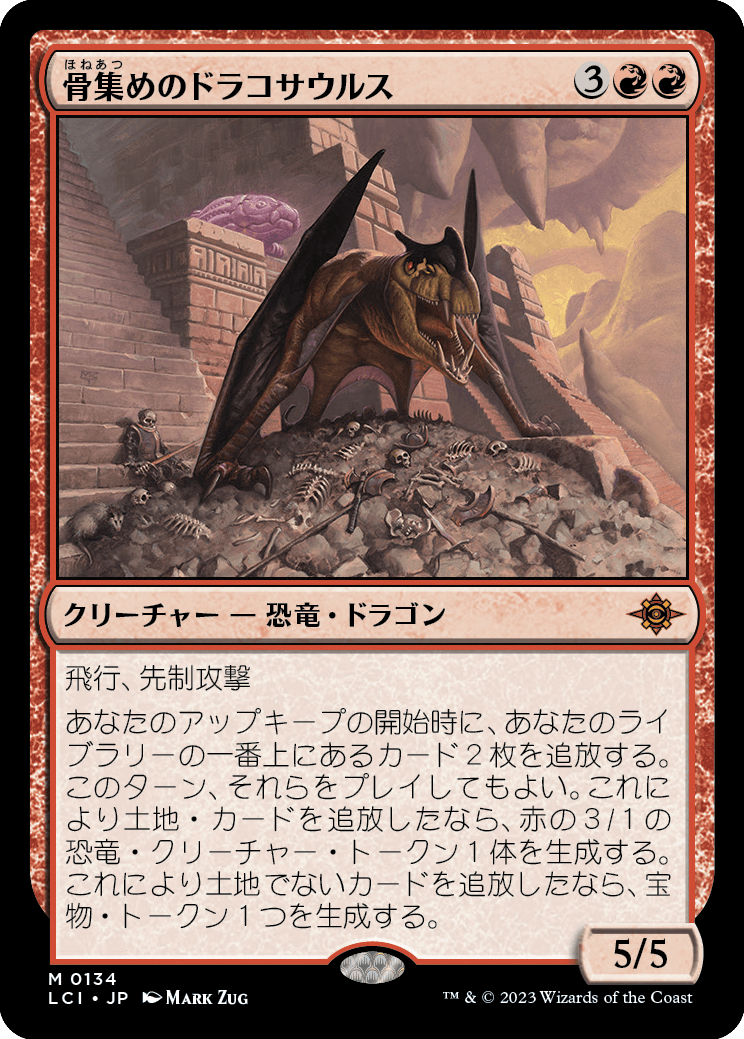 ほねあつ
骨集めのドラコサウルス 3
クリーチャー — 恐竜・ドラゴン
飛行、先制攻撃
あなたのアップキープの開始時に、あなたのライ
ブラリーの一番上にあるカード２枚を追放する。
このターン、それらをプレイしてもよい。これに
より土地・カードを追放したなら、赤の３/１の
恐竜・クリーチャー・トークン１体を生成する。
これにより土地でないカードを追放したなら、宝
物・トークン１つを生成する。
5/5
M 0134
LCI • JP MARK ZUG
™ & © 2023 Wizards of the Coast